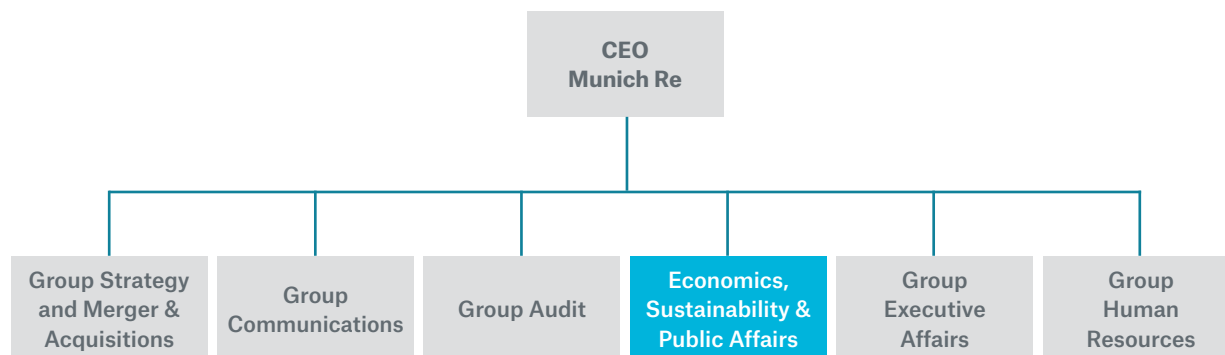 CEO
Munich Re
Group Strategy
and Merger &
Acquisitions
Group
Communications
Group Audit
Economics,
Sustainability &
Public Affairs
Group
Executive
Affairs
Group
Human
Resources